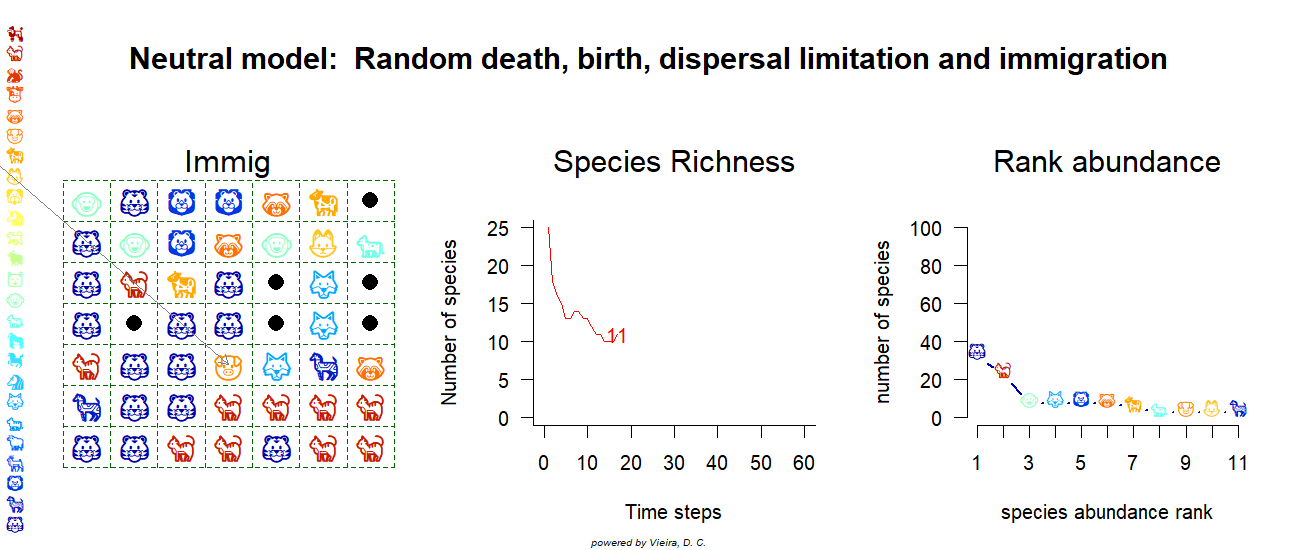 Neutral model:  Random death, birth, dispersal limitation and immigration
Immig
Species Richness
Number of species
25
20
15
10
5
0
11
0 10 20 30 40 50 60
Time steps
Rank abundance
number of species
100
80
60
40
20
0
1 3 5 7 9 11
species abundance rank
powered by Vieira, D. C.